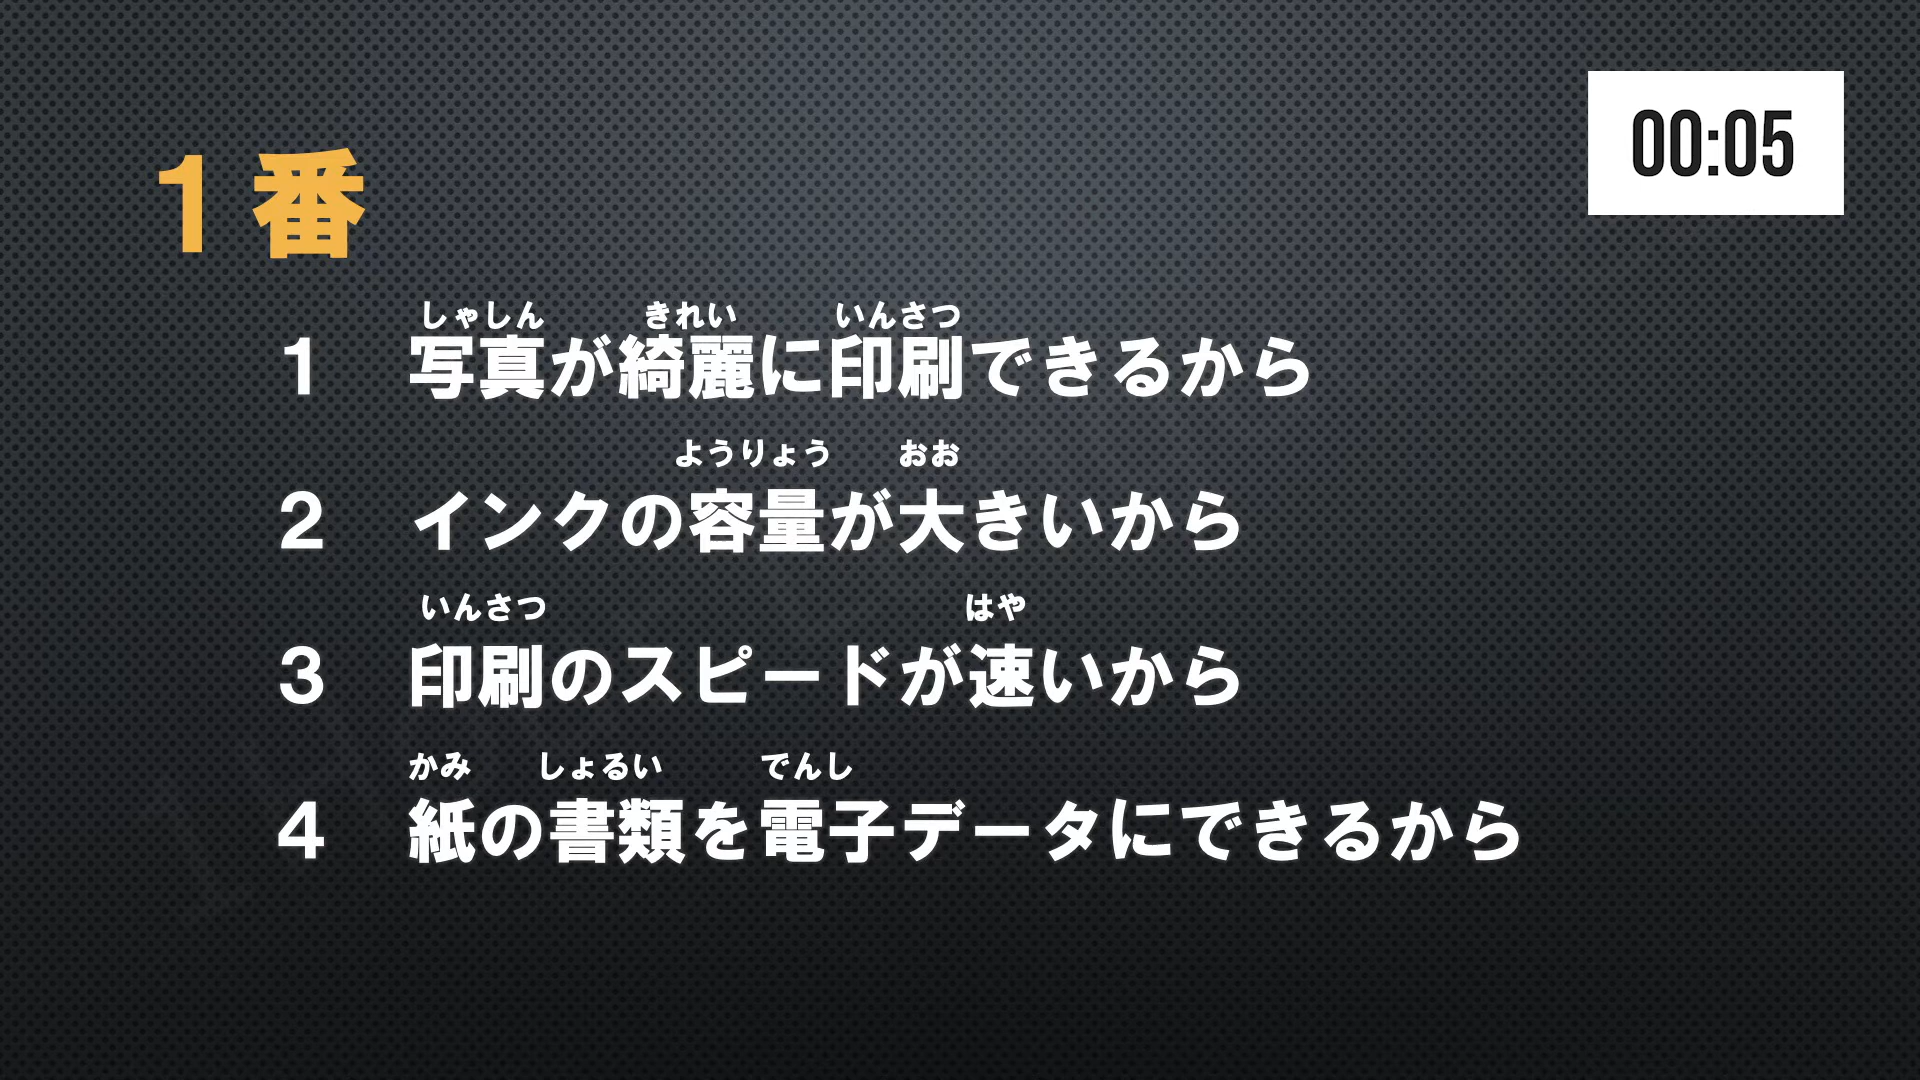 00:05
1番
しゃしん きれい いんさつ
1 写真が綺麗に印刷できるから
ようりょう おお
2 インクの容量が大きいから
いんさつ はや
3 印刷のスピードが速いから
かみ しょるい でんし
4 紙の書類を電子データにできるから